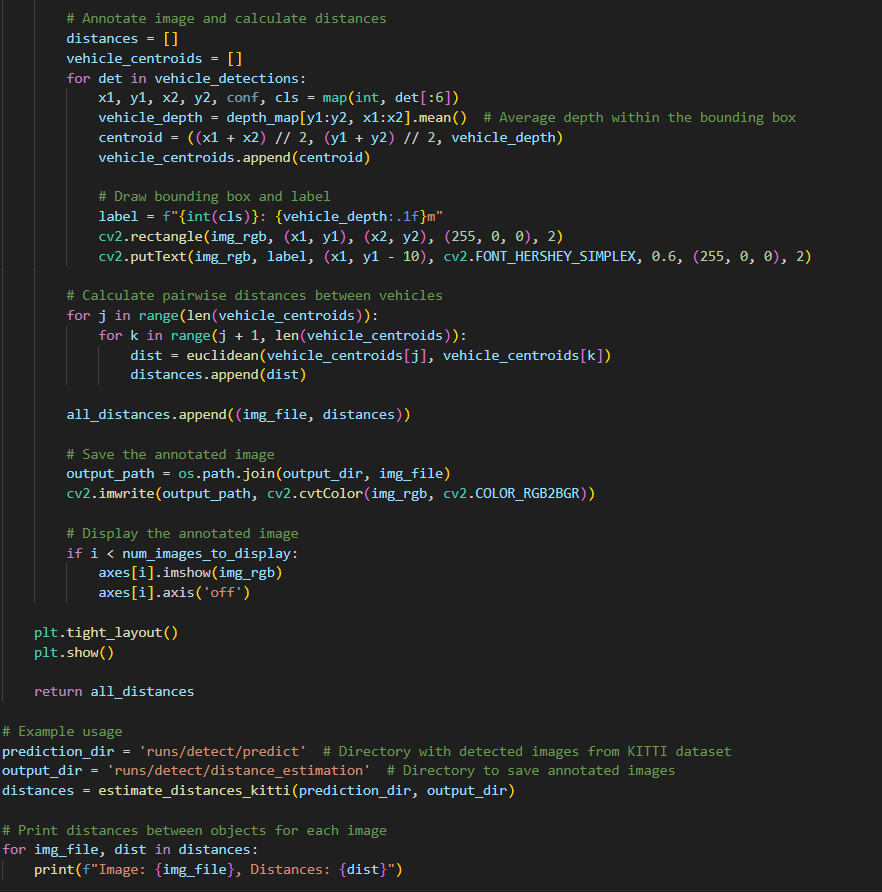 # Annotate image and calculate distances
        distances = []
        vehicle_centroids = []
        for det in vehicle_detections:
            x1, y1, x2, y2, conf, cls = map(int, det[:6])
            vehicle_depth = depth_map[y1:y2, x1:x2].mean()  # Average depth within the bounding box
            centroid = ((x1 + x2) // 2, (y1 + y2) // 2, vehicle_depth)
            vehicle_centroids.append(centroid)

            # Draw bounding box and label
            label = f"{int(cls)}: {vehicle_depth:.1f}m"
            cv2.rectangle(img_rgb, (x1, y1), (x2, y2), (255, 0, 0), 2)
            cv2.putText(img_rgb, label, (x1, y1 - 10), cv2.FONT_HERSHEY_SIMPLEX, 0.6, (255, 0, 0), 2)

        # Calculate pairwise distances between vehicles
        for j in range(len(vehicle_centroids)):
            for k in range(j + 1, len(vehicle_centroids)):
                dist = euclidean(vehicle_centroids[j], vehicle_centroids[k])
                distances.append(dist)

        all_distances.append((img_file, distances))

        # Save the annotated image
        output_path = os.path.join(output_dir, img_file)
        cv2.imwrite(output_path, cv2.cvtColor(img_rgb, cv2.COLOR_RGB2BGR))

        # Display the annotated image
        if i < num_images_to_display:
            axes[i].imshow(img_rgb)
            axes[i].axis('off')

    plt.tight_layout()
    plt.show()

    return all_distances

# Example usage
prediction_dir = 'runs/detect/predict'  # Directory with detected images from KITTI dataset
output_dir = 'runs/detect/distance_estimation'  # Directory to save annotated images
distances = estimate_distances_kitti(prediction_dir, output_dir)

# Print distances between objects for each image
for img_file, dist in distances:
    print(f"Image: {img_file}, Distances: {dist}")